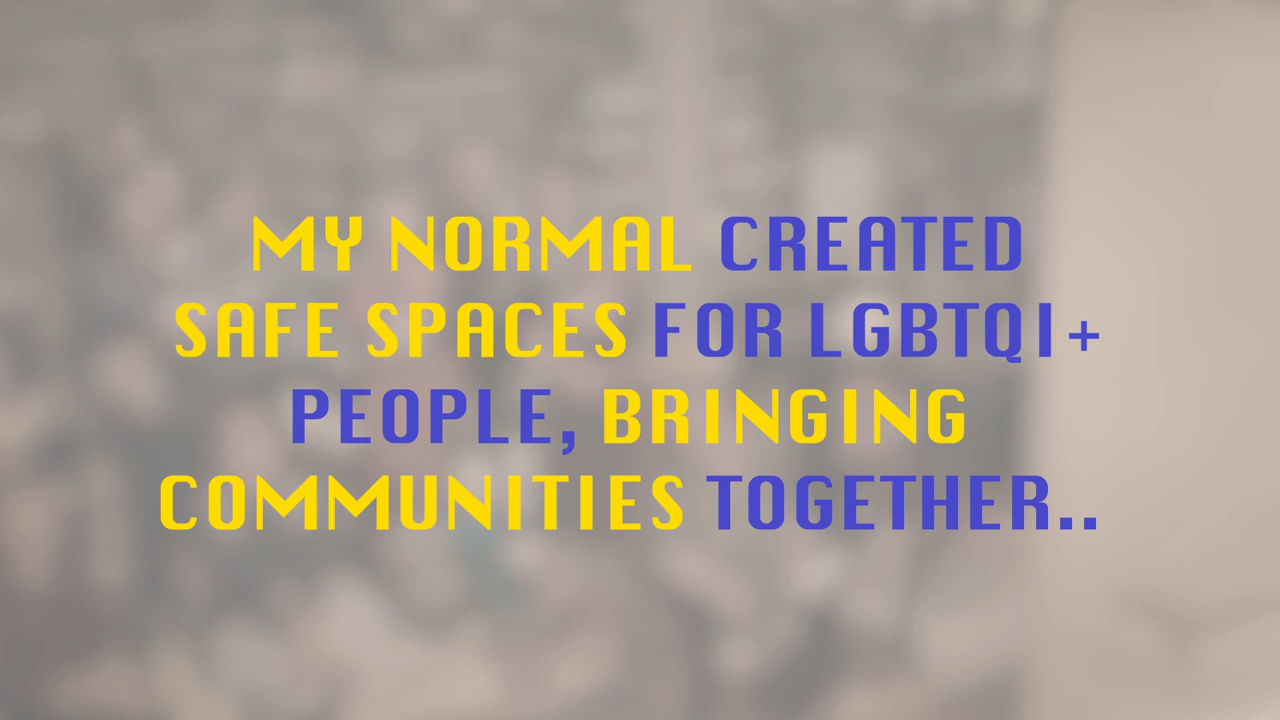 MY NORMAL CREATED
SAFE SPACES FOR LGBTQI+
PEOPLE, BRINGING
COMMUNITIES TOGETHER..